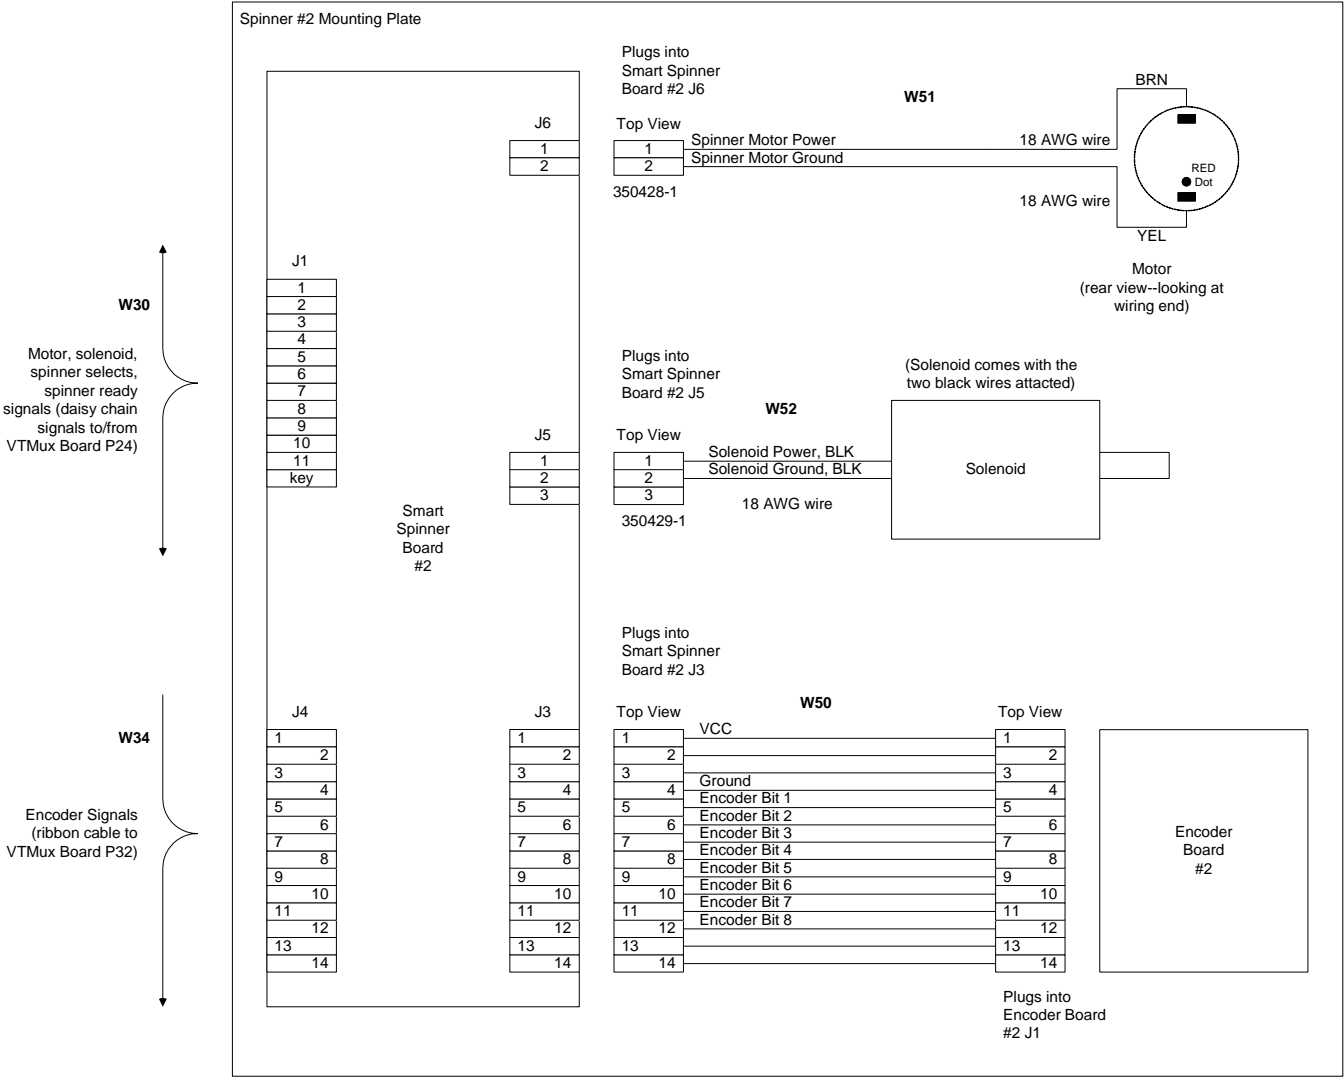 Spinner #2 Mounting Plate
Plugs into
Smart Spinner
Board #2 J6
W51
BRN
J6
Top View
1
2
1
2
Spinner Motor Power
Spinner Motor Ground
18 AWG wire
18 AWG wire
350428-1
RED
Dot
YEL
Motor
(rear view--looking at
wiring end)
W30
Motor, solenoid,
spinner selects,
spinner ready
signals (daisy chain
signals to/from
VTMux Board P24)
J1
1
2
3
4
5
6
7
8
9
10
11
key
Smart
Spinner
Board
#2
Plugs into
Smart Spinner
Board #2 J5
W52
(Solenoid comes with the
two black wires attacted)
J5
Top View
1
2
3
1
2
3
Solenoid Power, BLK
Solenoid Ground, BLK
18 AWG wire
350429-1
Solenoid
Plugs into
Smart Spinner
Board #2 J3
W50
W34
Encoder Signals
(ribbon cable to
VTMux Board P32)
J4
1
2
3
4
5
6
7
8
9
10
11
12
13
14
J3
1
2
3
4
5
6
7
8
9
10
11
12
13
14
Top View
1
2
3
4
5
6
7
8
9
10
11
12
13
14
VCC
Ground
Encoder Bit 1
Encoder Bit 2
Encoder Bit 3
Encoder Bit 4
Encoder Bit 5
Encoder Bit 6
Encoder Bit 7
Encoder Bit 8
Top View
1
2
3
4
5
6
7
8
9
10
11
12
13
14
Plugs into
Encoder Board
#2 J1
Encoder
Board
#2